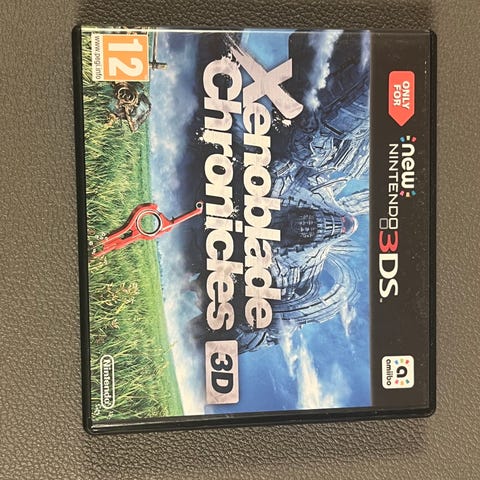 ONLY
FOR
new
NINTENDO
3DS
amiibo
Xenoblade
Chronicles
3D
12
www.pegi.info
Nintendo